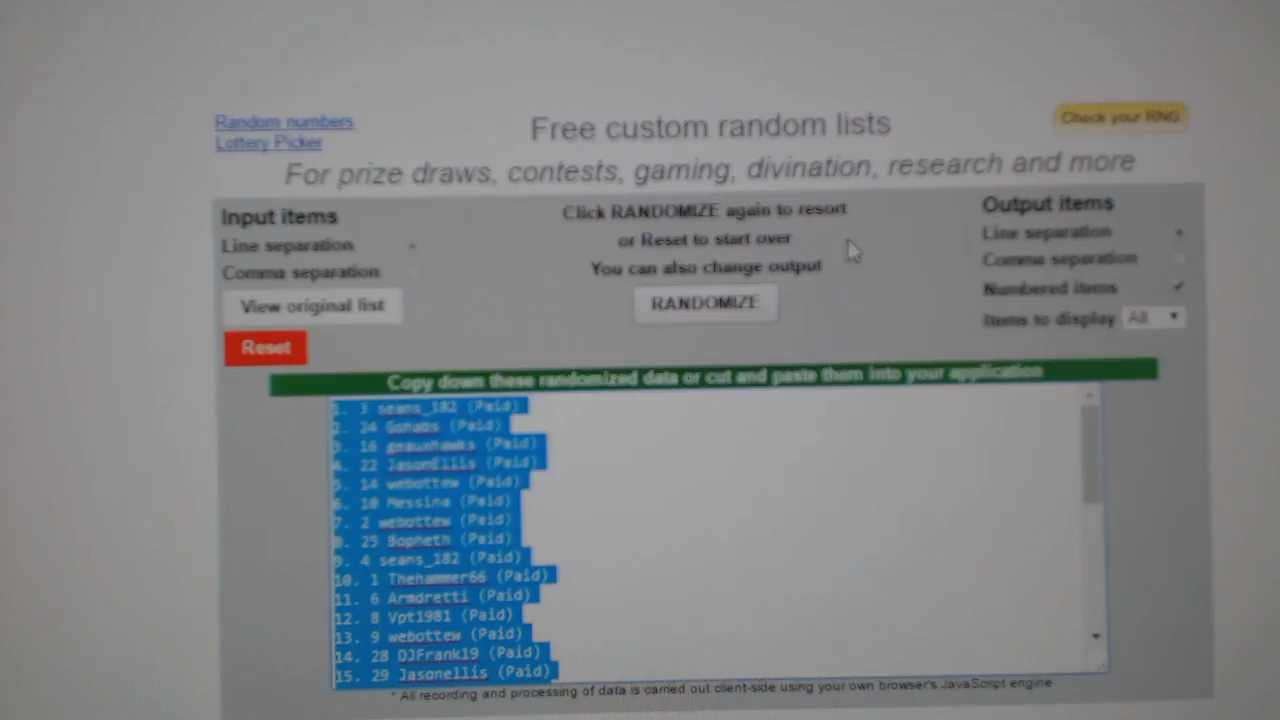 Random numbers
Lottery Picker
Free custom random lists
Check your RNG
For prize draws, contests, gaming, divination, research and more
Input items
Line separation
Comma separation
View original list
Reset
Click RANDOMIZE again to resort
or Reset to start over
You can also change output
RANDOMIZE
Output items
Line separation
Comma separation
Numbered items
Items to display All
Copy down these randomized data or cut and paste them into your application
1. 3 seans_182 (Paid)
2. 24 Gohabs (Paid)
3. 16 (Paid)
4. 22 JasonEllis (Paid)
5. 14 webottew (Paid)
6. 10 Messina (Paid)
7. 2 webottew (Paid)
8. 25 Bopheth (Paid)
9. 4 seans_182 (Paid)
10. 1 Thehammer66 (Paid)
11. 6 Armdretti (Paid)
12. 8 Vpt1981 (Paid)
13. 9 webottew (Paid)
14. 28 DJFrank19 (Paid)
15. 29 Jasonellis (Paid)
* All recording and processing of data is carried out client-side using your own browser's JavaScript engine